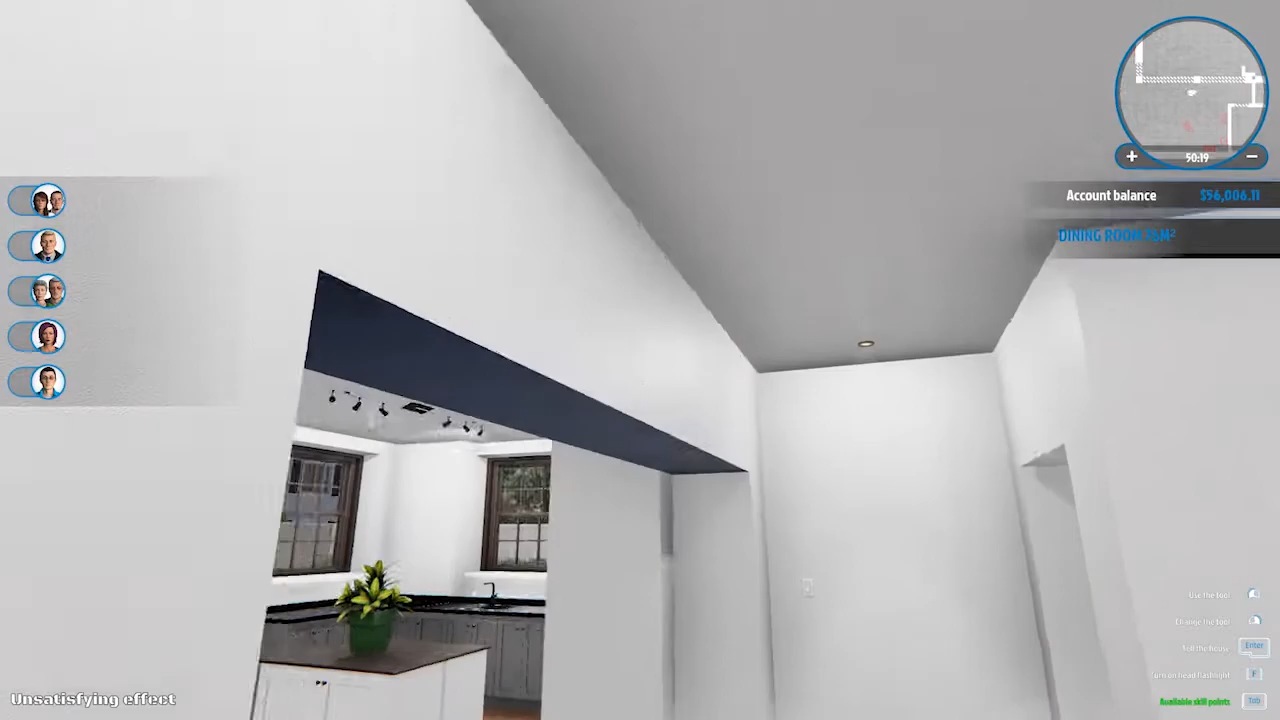 + 50:19 −
Account balance $56,006.11
DINING ROOM 26M²
Use the tool
Change the tool
Sell the house Enter
Turn on head flashlight F
Available skill points Tab
Unsatisfying effect